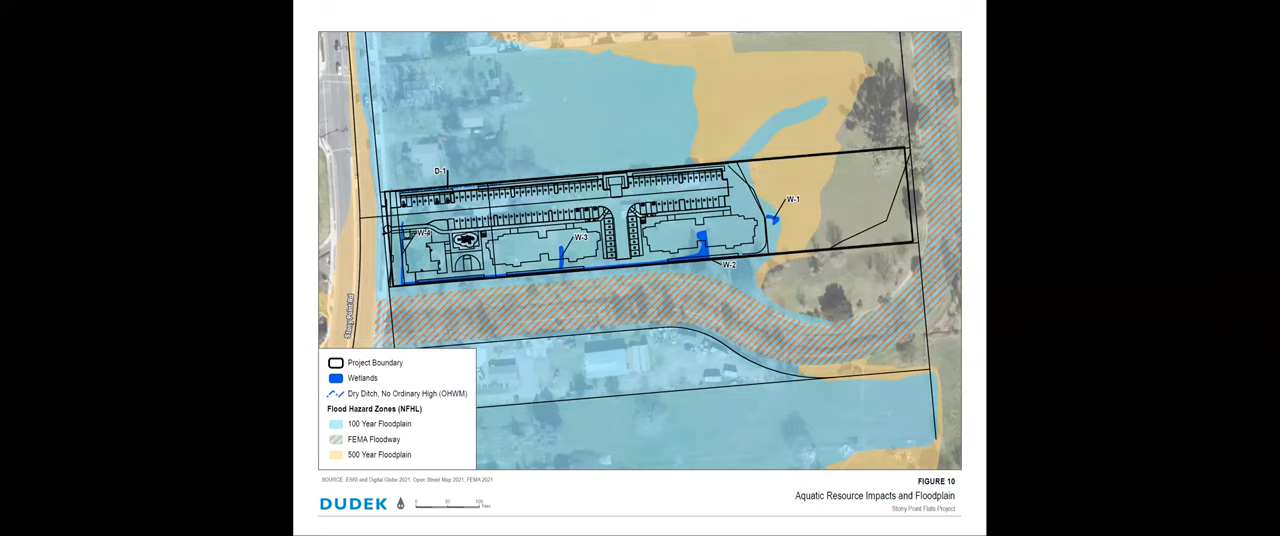 D-1
W-1
W-4
W-3
W-2
Stony Point Rd
Project Boundary
Wetlands
Dry Ditch, No Ordinary High (OHWM)
Flood Hazard Zones (NFHL)
100 Year Floodplain
FEMA Floodway
500 Year Floodplain
SOURCE: ESRI and Digital Globe 2021, Open Street Map 2021, FEMA 2021
FIGURE 10
DUDEK
0 50 100
Feet
Aquatic Resource Impacts and Floodplain
Stony Point Flats Project